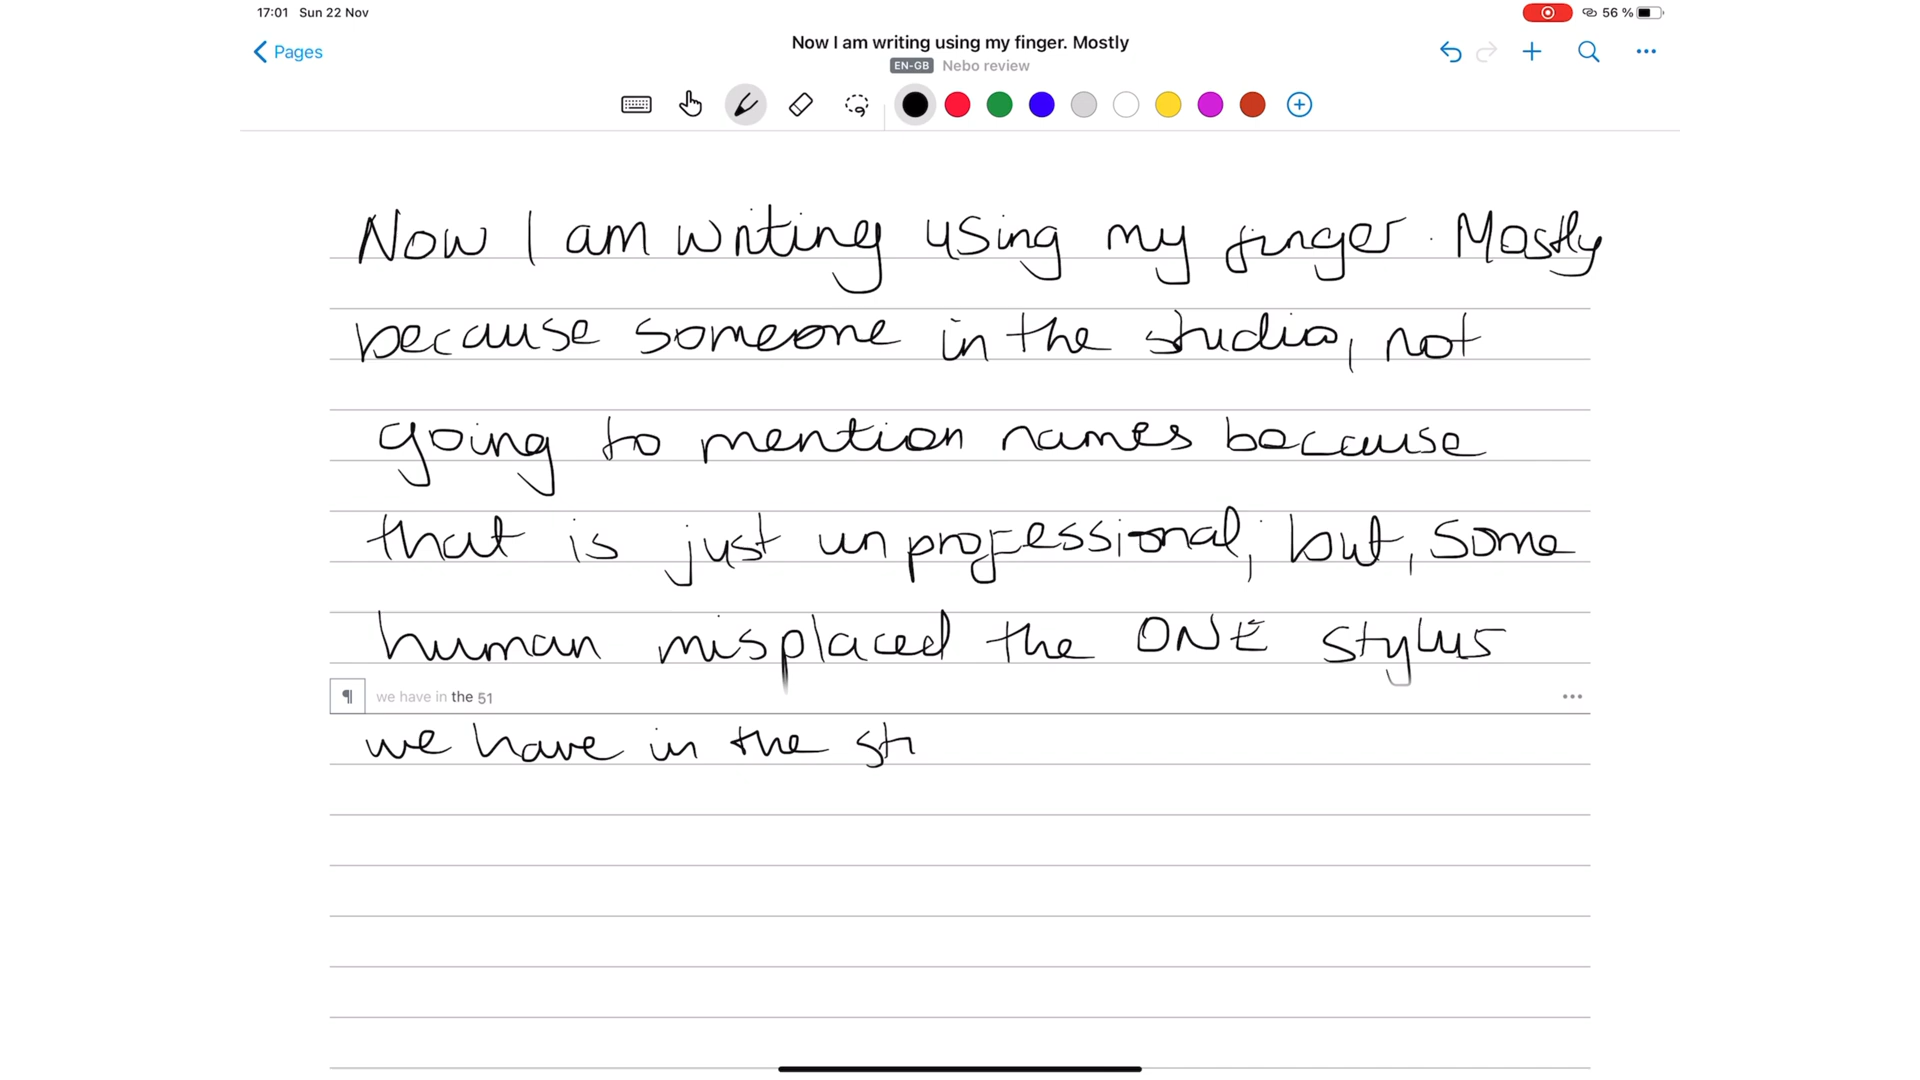 17:01 Sun 22 Nov
56 %
Pages
Now I am writing using my finger. Mostly
EN-GB Nebo review
Now I am writing using my finger. Mostly
because someone in the studio, not
going to mention names because
that is just unprofessional, but, some
human misplaced the ONE stylus
¶ we have in the 51
we have in the st